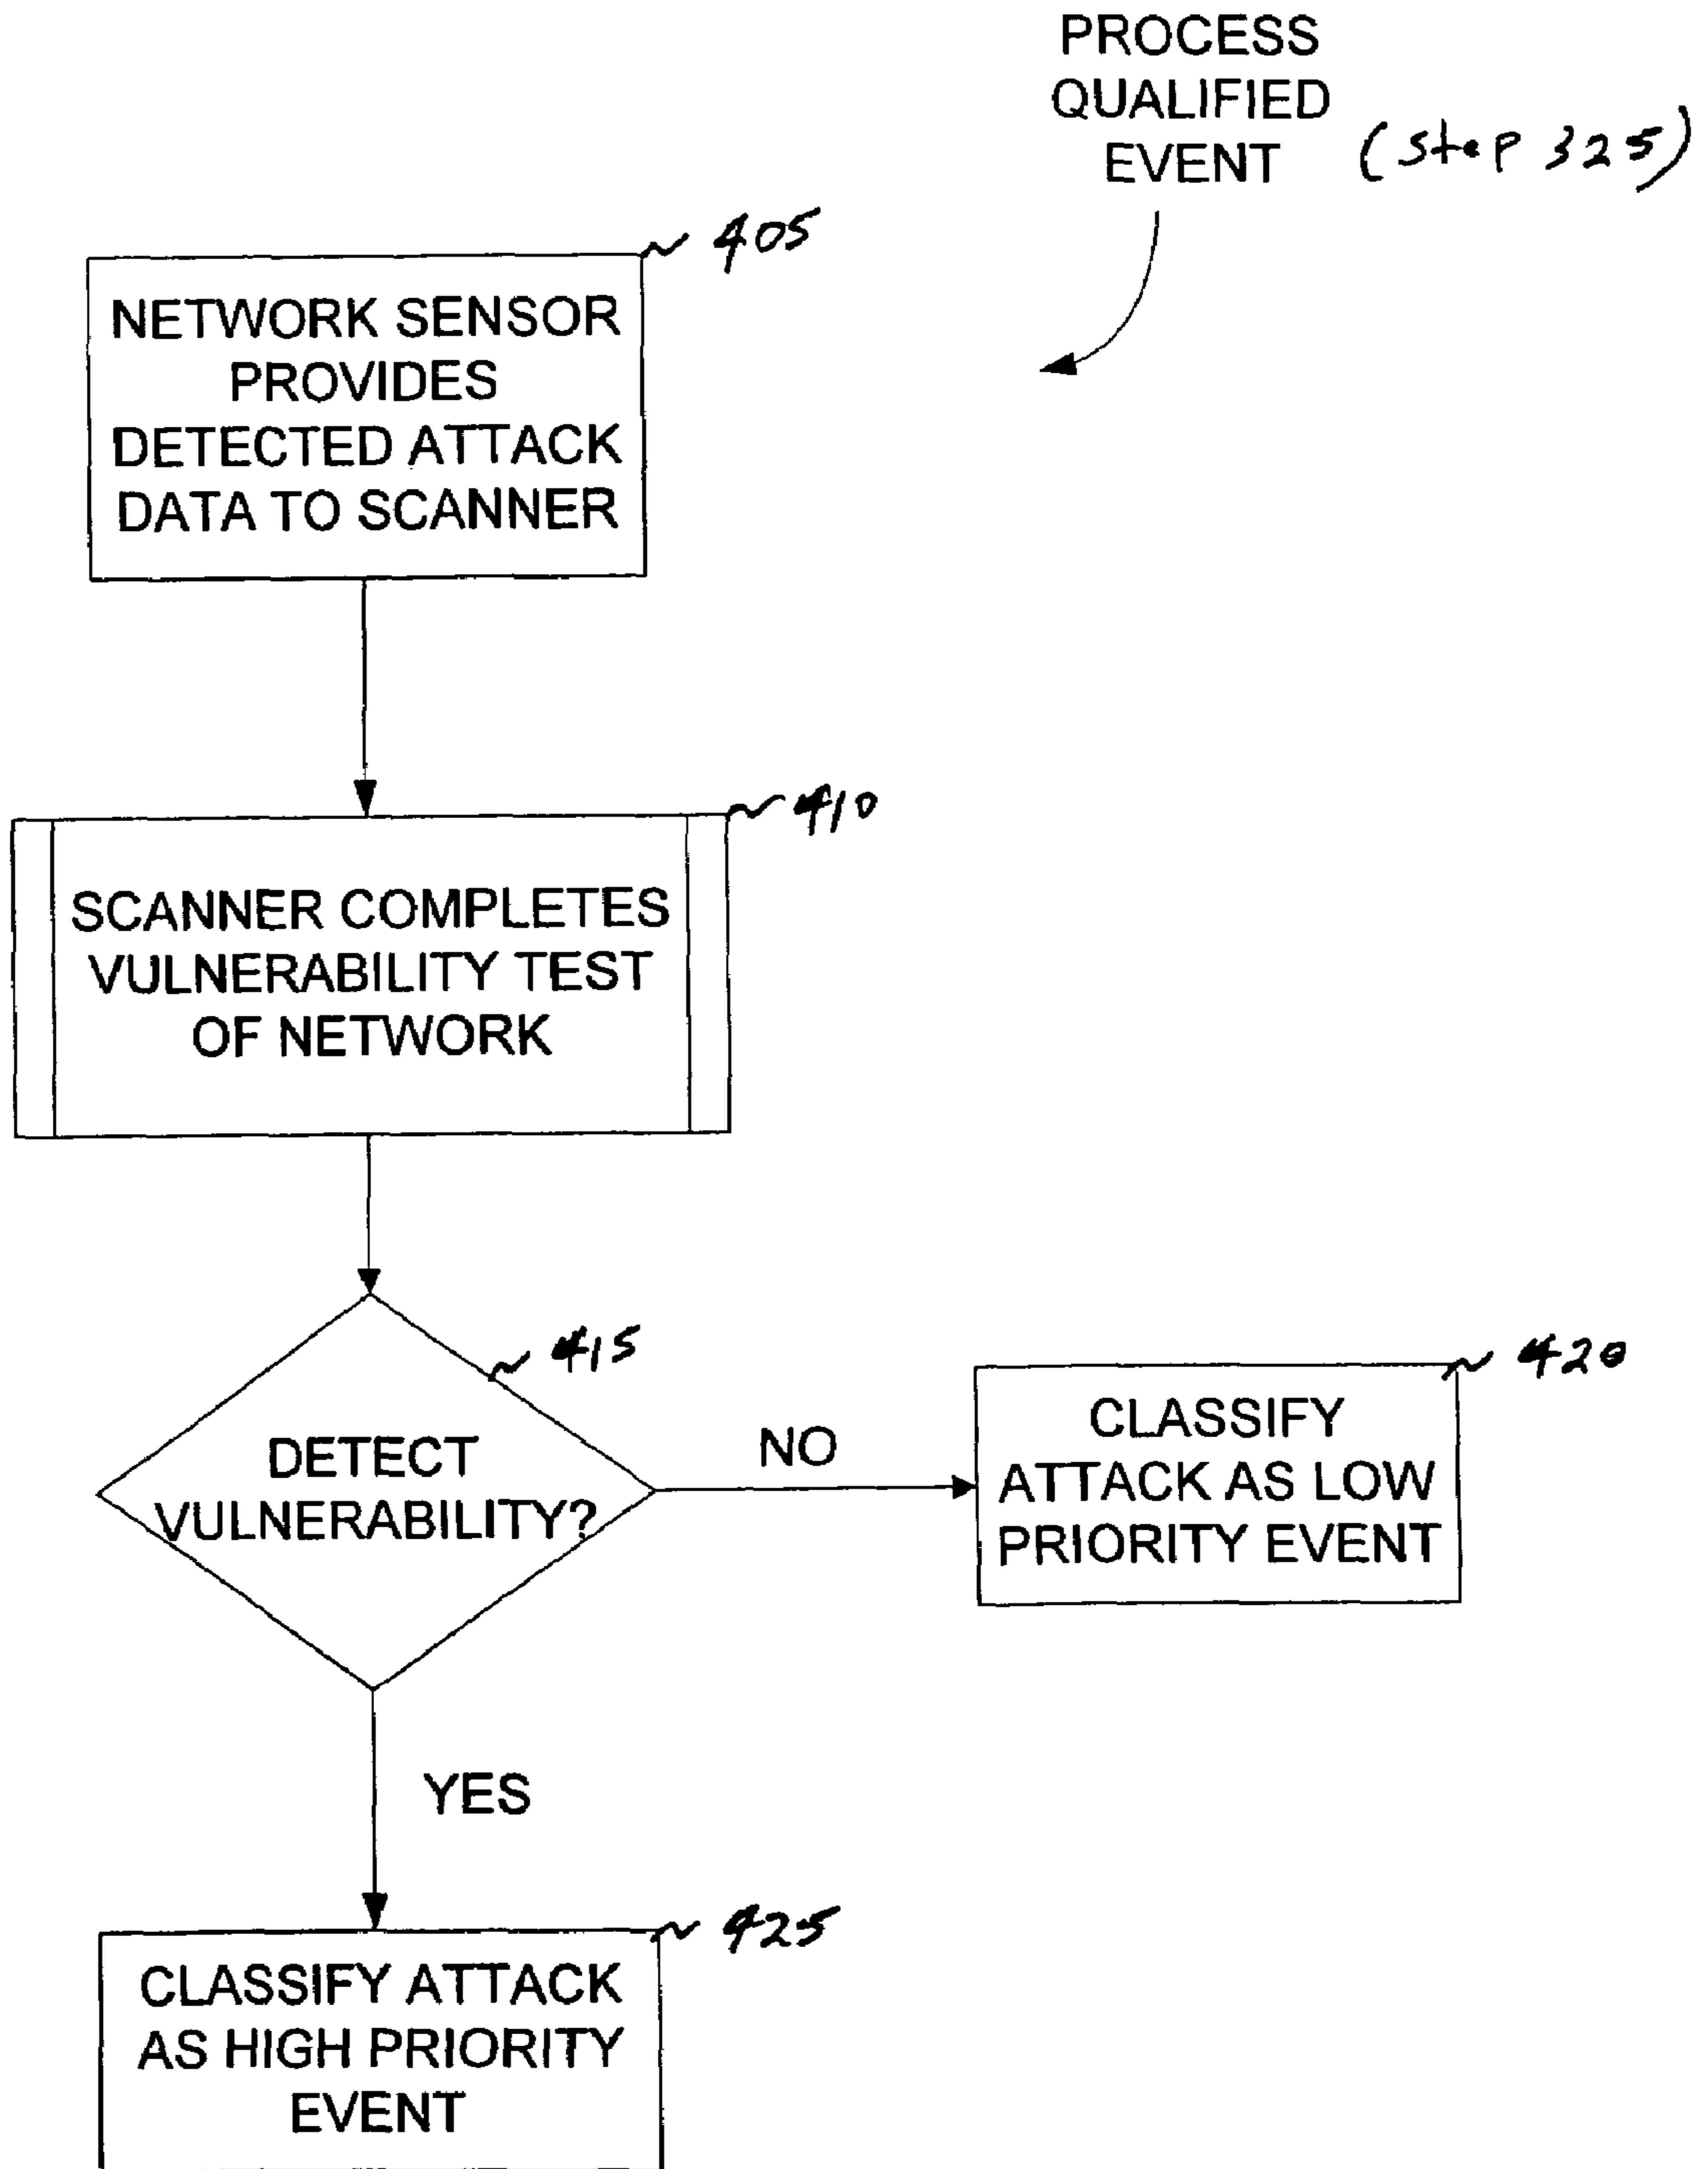 PROCESS
QUALIFIED
EVENT (step 325)
405
NETWORK SENSOR
PROVIDES
DETECTED ATTACK
DATA TO SCANNER
410
SCANNER COMPLETES
VULNERABILITY TEST
OF NETWORK
415
DETECT
VULNERABILITY?
NO
420
CLASSIFY
ATTACK AS LOW
PRIORITY EVENT
YES
425
CLASSIFY ATTACK
AS HIGH PRIORITY
EVENT